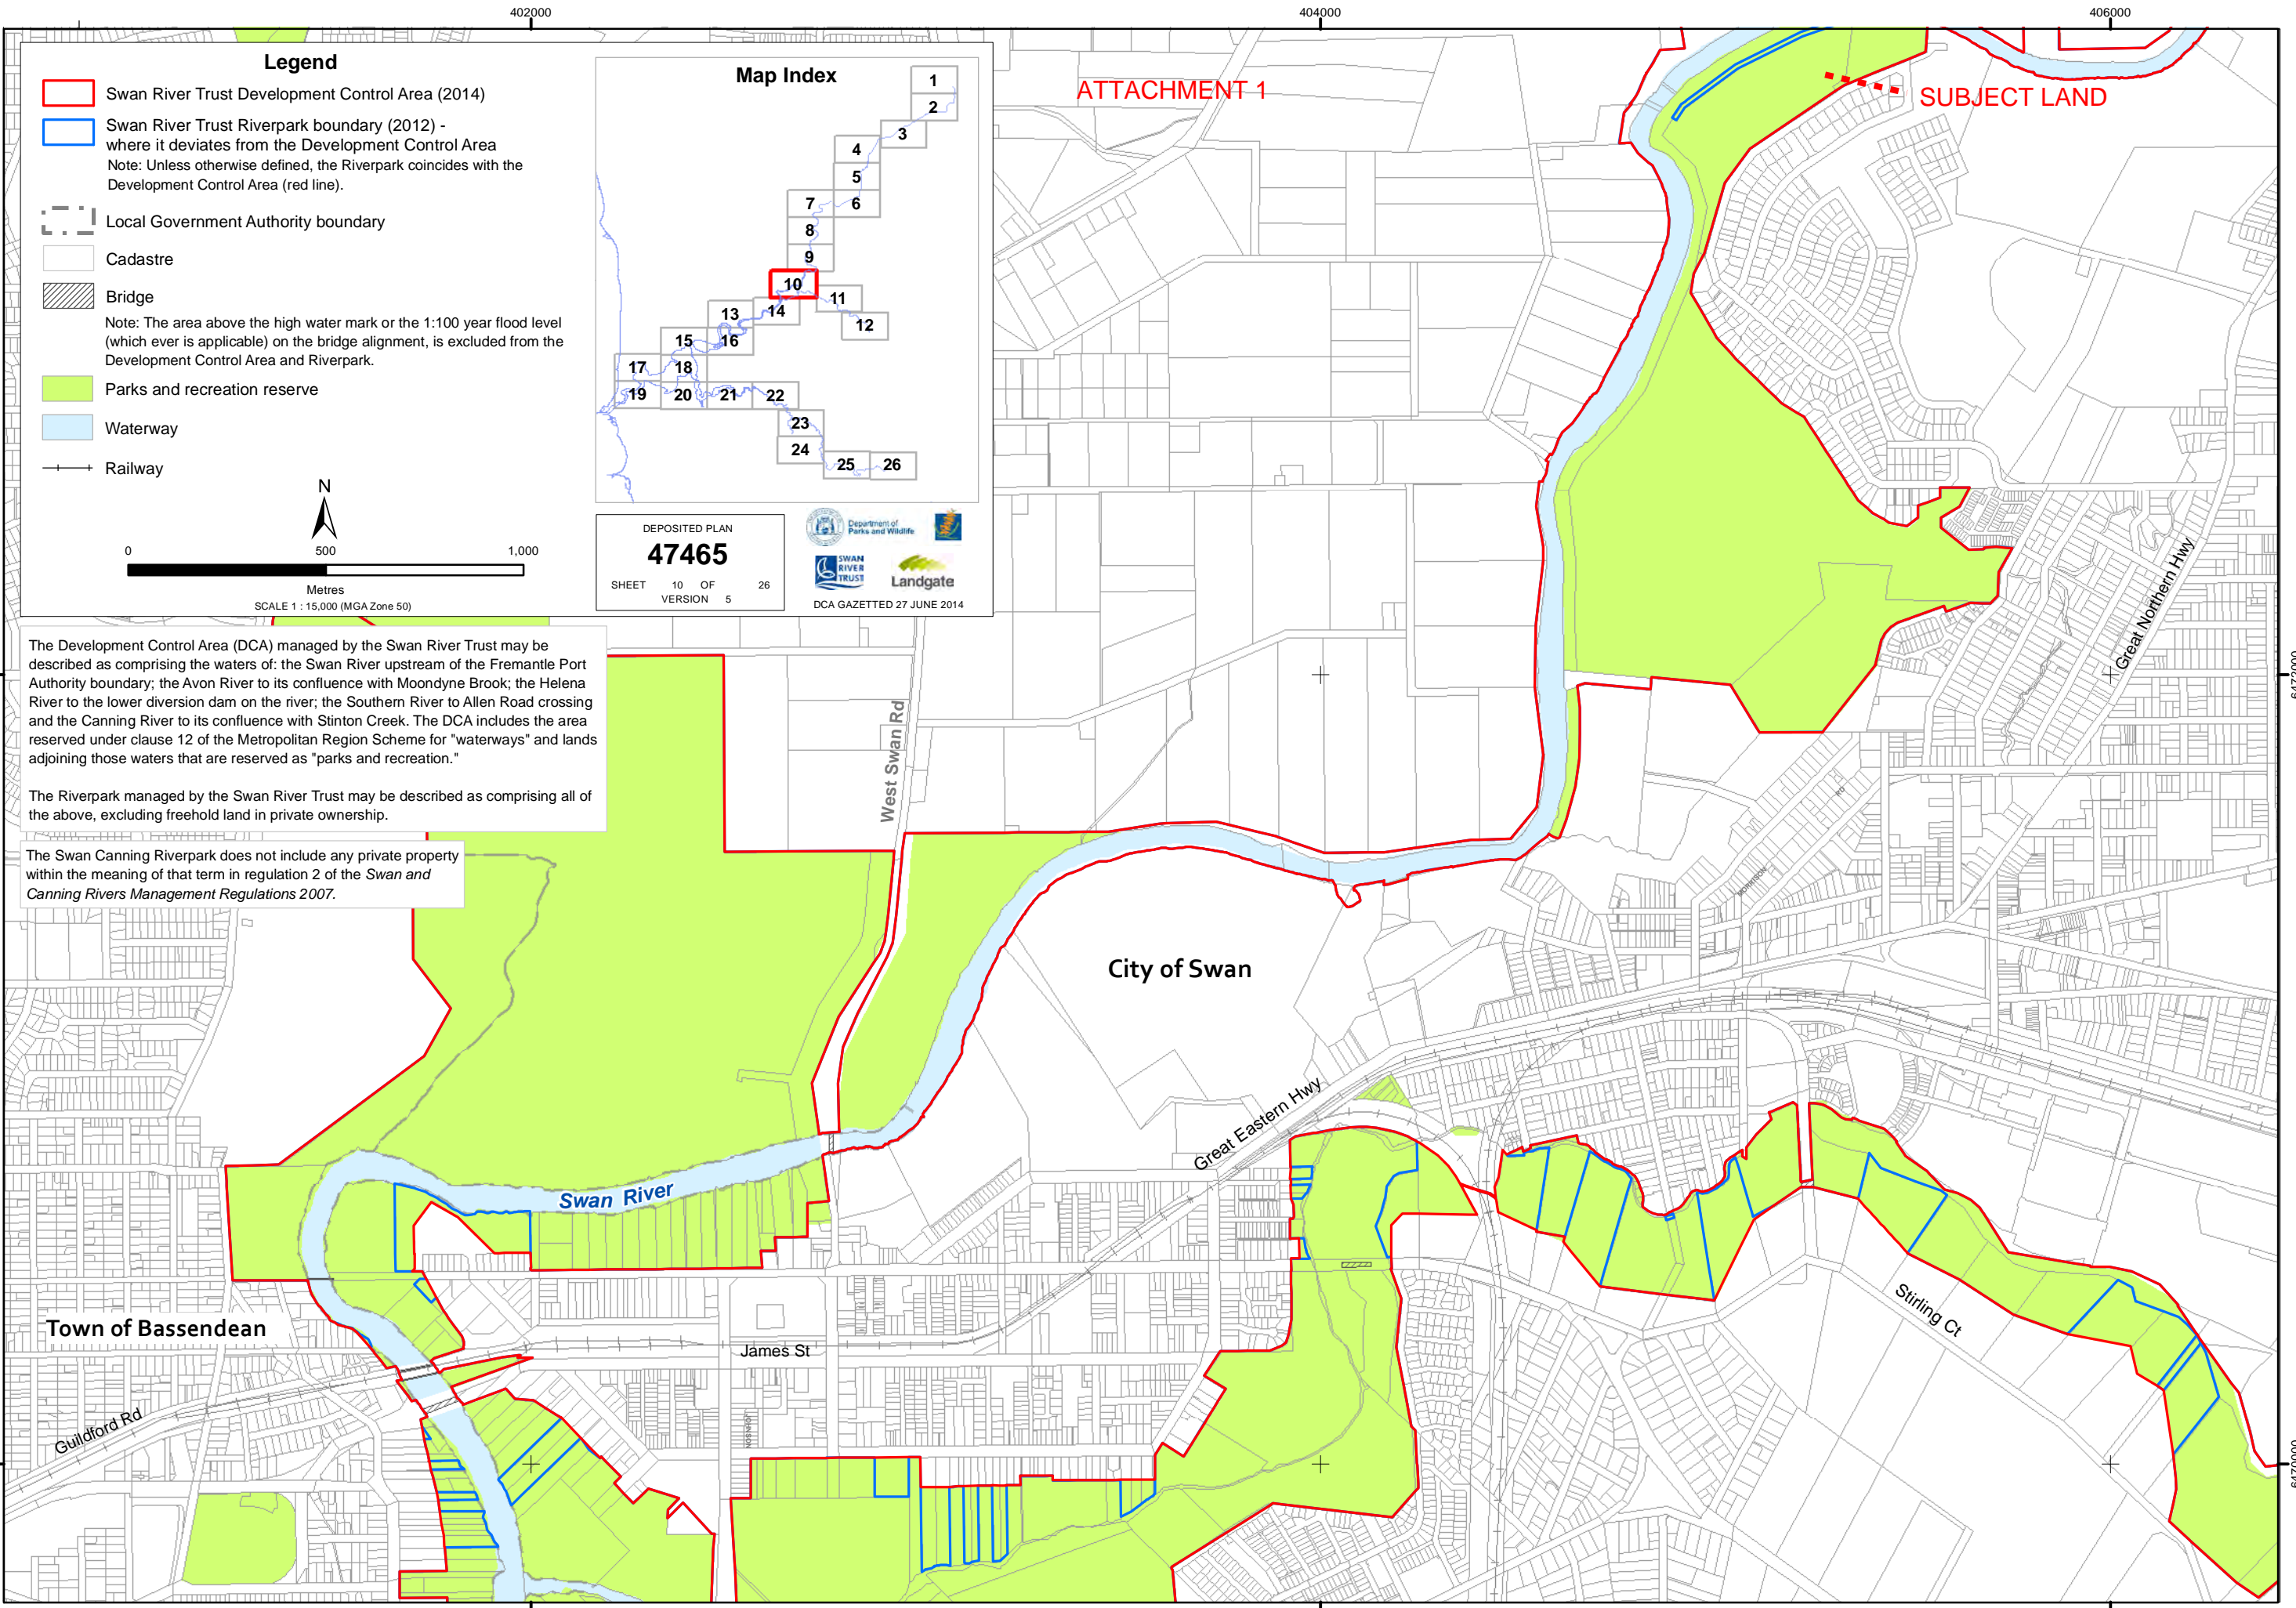 402000
404000
406000
Legend
Swan River Trust Development Control Area (2014)
Swan River Trust Riverpark boundary (2012) -
where it deviates from the Development Control Area
Note: Unless otherwise defined, the Riverpark coincides with the
Development Control Area (red line).
Local Government Authority boundary
Cadastre
Bridge
Note: The area above the high water mark or the 1:100 year flood level
(which ever is applicable) on the bridge alignment, is excluded from the
Development Control Area and Riverpark.
Parks and recreation reserve
Waterway
Railway
N
0
500
1,000
Metres
SCALE 1 : 15,000 (MGA Zone 50)
Map Index
1
2
3
4
5
7
6
8
9
10
11
13
14
12
15
16
17
18
19
20
21
22
23
24
25
26
DEPOSITED PLAN
47465
SHEET 10 OF 26
VERSION 5
Department of
Parks and Wildlife
SWAN
RIVER
TRUST
Landgate
DCA GAZETTED 27 JUNE 2014
ATTACHMENT 1
SUBJECT LAND
The Development Control Area (DCA) managed by the Swan River Trust may be
described as comprising the waters of: the Swan River upstream of the Fremantle Port
Authority boundary; the Avon River to its confluence with Moondyne Brook; the Helena
River to the lower diversion dam on the river; the Southern River to Allen Road crossing
and the Canning River to its confluence with Stinton Creek. The DCA includes the area
reserved under clause 12 of the Metropolitan Region Scheme for "waterways" and lands
adjoining those waters that are reserved as "parks and recreation."
The Riverpark managed by the Swan River Trust may be described as comprising all of
the above, excluding freehold land in private ownership.
The Swan Canning Riverpark does not include any private property
within the meaning of that term in regulation 2 of the Swan and
Canning Rivers Management Regulations 2007.
Great Northern Hwy
West Swan Rd
RD
MORRISON
City of Swan
Great Eastern Hwy
Swan River
Stirling Ct
Town of Bassendean
James St
Guildford Rd
JOHNSON